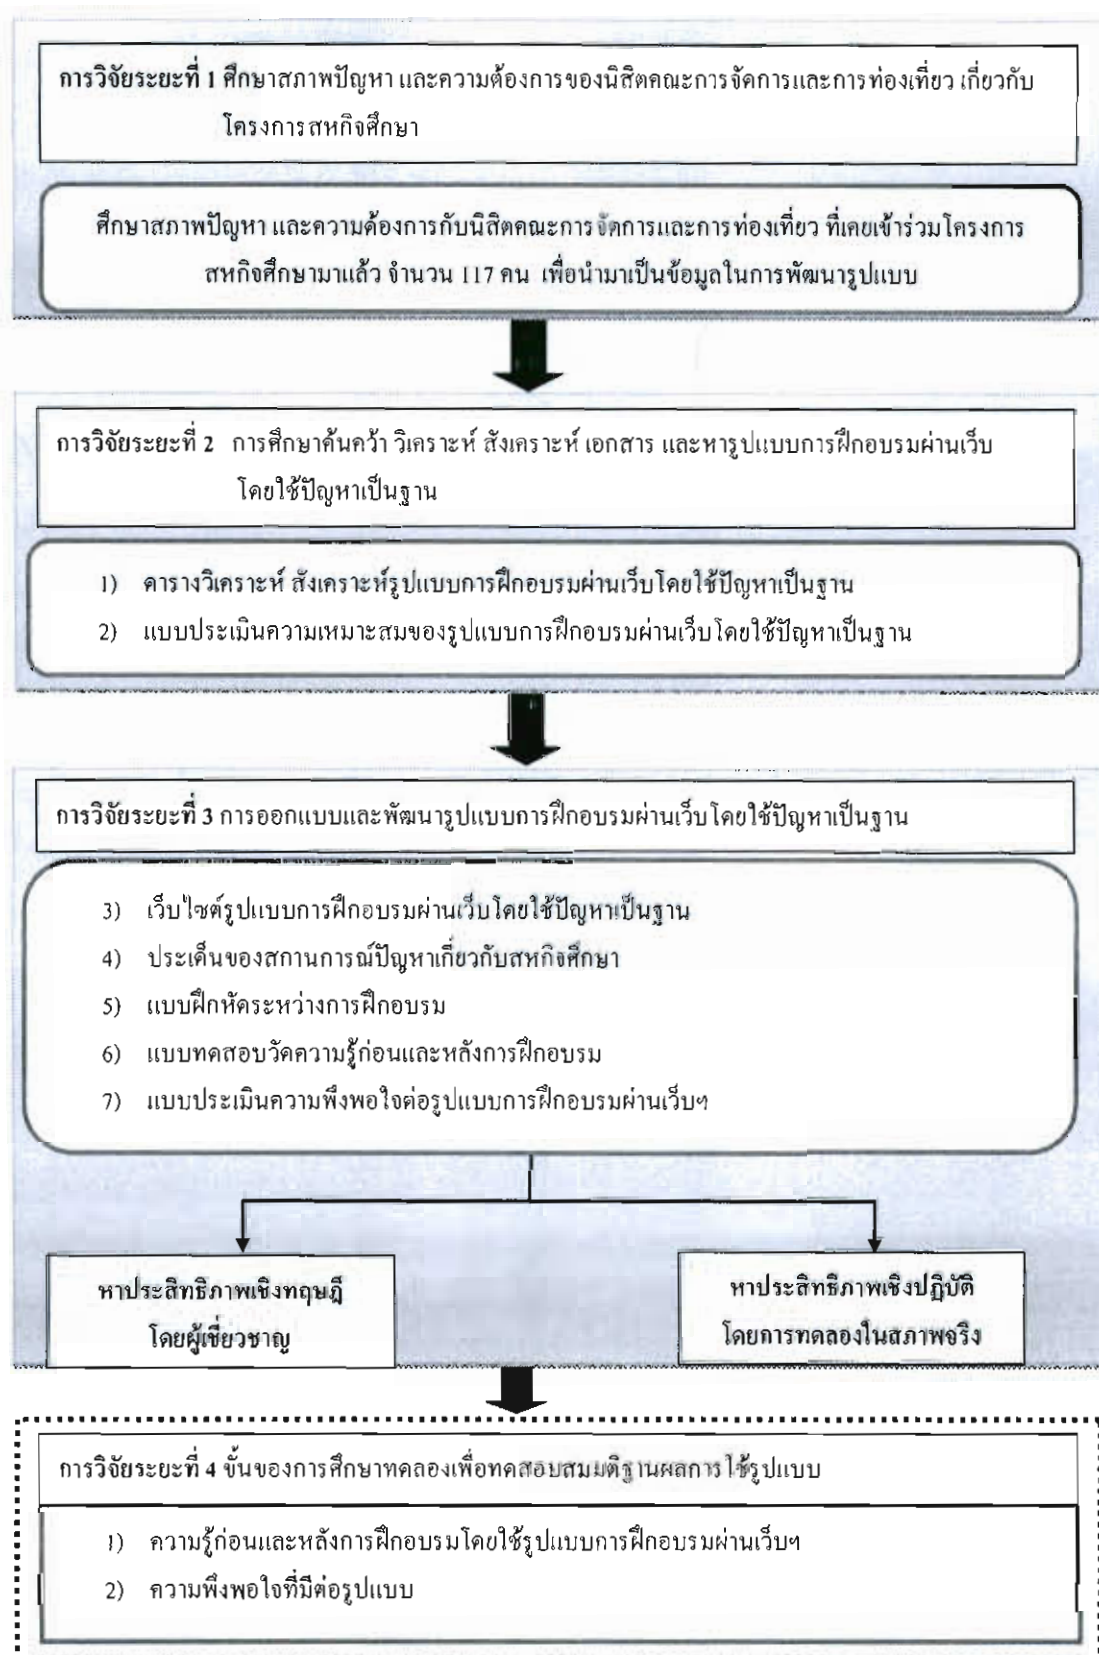 การวิจัยระยะที่ 1 ศึกษาสภาพปัญหา และความต้องการของนิสิตคณะการจัดการและการท่องเที่ยว เกี่ยวกับ
โครงการสหกิจศึกษา
ศึกษาสภาพปัญหา และความต้องการกับนิสิตคณะการจัดการและการท่องเที่ยว ที่เคยเข้าร่วมโครงการ
สหกิจศึกษามาแล้ว จำนวน 117 คน เพื่อนำมาเป็นข้อมูลในการพัฒนารูปแบบ
การวิจัยระยะที่ 2 การศึกษาค้นคว้า วิเคราะห์ สังเคราะห์ เอกสาร และหารูปแบบการฝึกอบรมผ่านเว็บ
โดยใช้ปัญหาเป็นฐาน
1) ตารางวิเคราะห์ สังเคราะห์รูปแบบการฝึกอบรมผ่านเว็บโดยใช้ปัญหาเป็นฐาน
2) แบบประเมินความเหมาะสมของรูปแบบการฝึกอบรมผ่านเว็บโดยใช้ปัญหาเป็นฐาน
การวิจัยระยะที่ 3 การออกแบบและพัฒนารูปแบบการฝึกอบรมผ่านเว็บโดยใช้ปัญหาเป็นฐาน
3) เว็บไซต์รูปแบบการฝึกอบรมผ่านเว็บโดยใช้ปัญหาเป็นฐาน
4) ประเด็นของสถานการณ์ปัญหาเกี่ยวกับสหกิจศึกษา
5) แบบฝึกหัดระหว่างการฝึกอบรม
6) แบบทดสอบวัดความรู้ก่อนและหลังการฝึกอบรม
7) แบบประเมินความพึงพอใจต่อรูปแบบการฝึกอบรมผ่านเว็บฯ
หาประสิทธิภาพเชิงทฤษฎี
โดยผู้เชี่ยวชาญ
หาประสิทธิภาพเชิงปฏิบัติ
โดยการทดลองในสภาพจริง
การวิจัยระยะที่ 4 ขั้นของการศึกษาทดลองเพื่อทดสอบสมมติฐานผลการใช้รูปแบบ
1) ความรู้ก่อนและหลังการฝึกอบรมโดยใช้รูปแบบการฝึกอบรมผ่านเว็บฯ
2) ความพึงพอใจที่มีต่อรูปแบบ